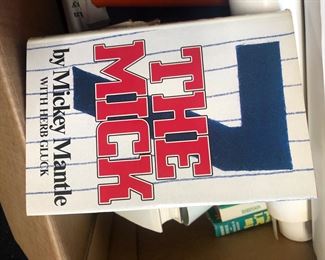 THE
MICK
by Mickey Mantle
WITH HERB GLUCK